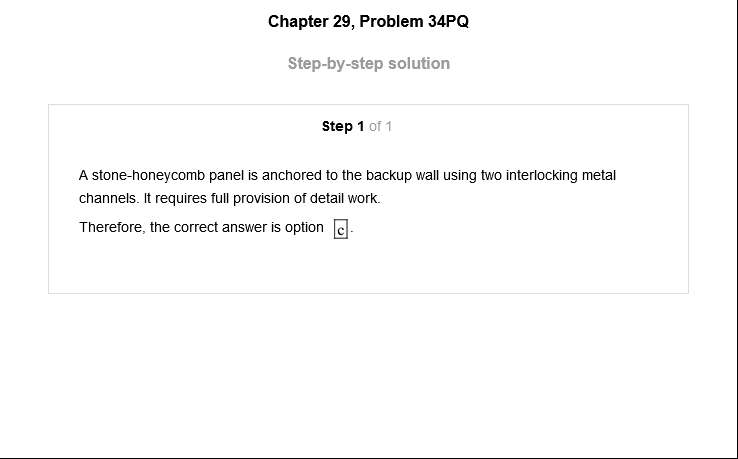 Chapter 29, Problem 34PQ
Step-by-step solution
Step 1 of 1
A stone-honeycomb panel is anchored to the backup wall using two interlocking metal
channels. It requires full provision of detail work.
Therefore, the correct answer is option c.